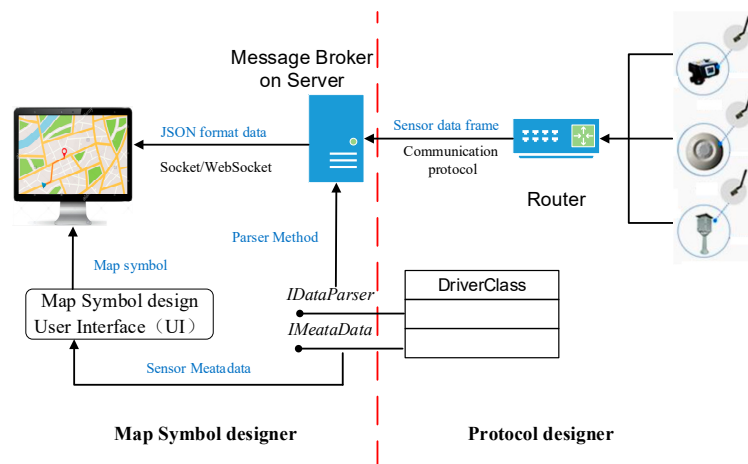 Message Broker
on Server
JSON format data
Socket/WebSocket
Sensor data frame
Communication
protocol
Router
Parser Method
Map symbol
Map Symbol design
User Interface（UI）
IDataParser
IMeataData
DriverClass
Sensor Meatadata
Map Symbol designer
Protocol designer